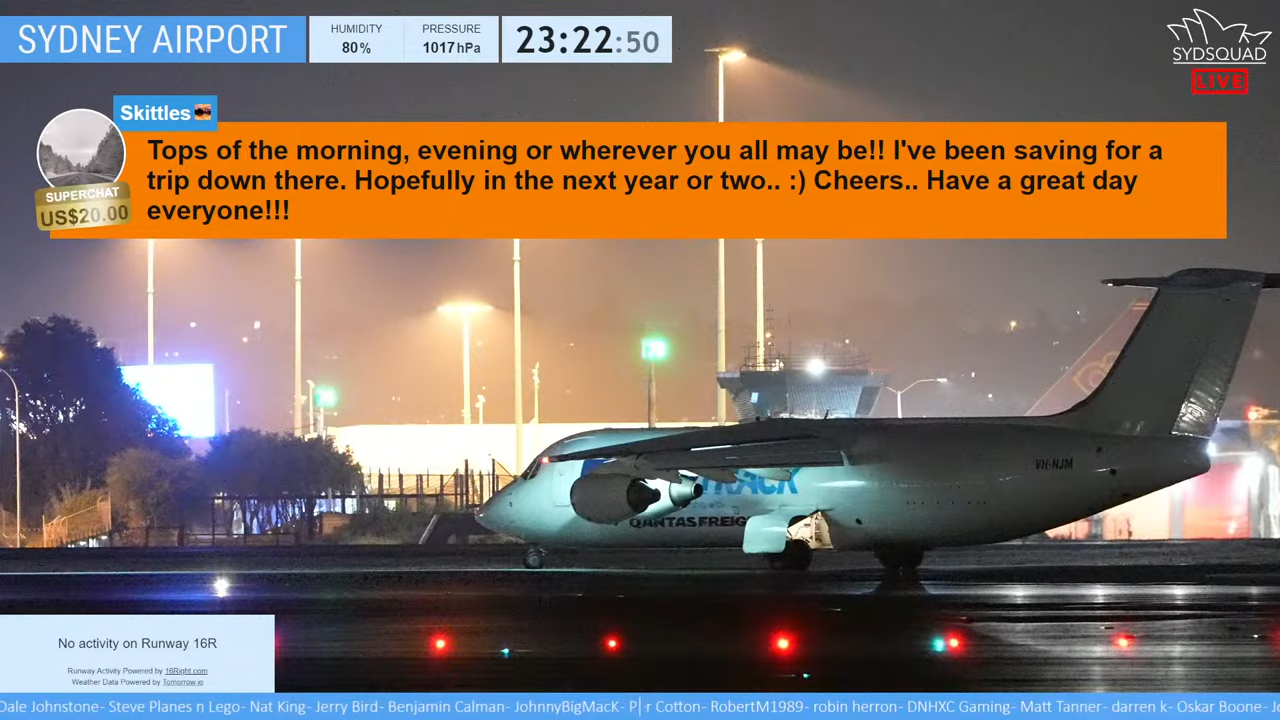 SYDNEY AIRPORT
HUMIDITY
80%
PRESSURE
1017 hPa
23:22:50
SYDSQUAD
LIVE
Skittles
SUPERCHAT
US$20.00
Tops of the morning, evening or wherever you all may be!! I've been saving for a
trip down there. Hopefully in the next year or two.. :) Cheers.. Have a great day
everyone!!!
VH-NJM
TRACK
QANTAS FREIG
No activity on Runway 16R
Runway Activity Powered by 16Right.com
Weather Data Powered by Tomorrow.io
Dale Johnstone- Steve Planes n Lego- Nat King- Jerry Bird- Benjamin Calman- JohnnyBigMacK- P r Cotton- RobertM1989- robin herron- DNHXC Gaming- Matt Tanner- darren k- Oskar Boone- J